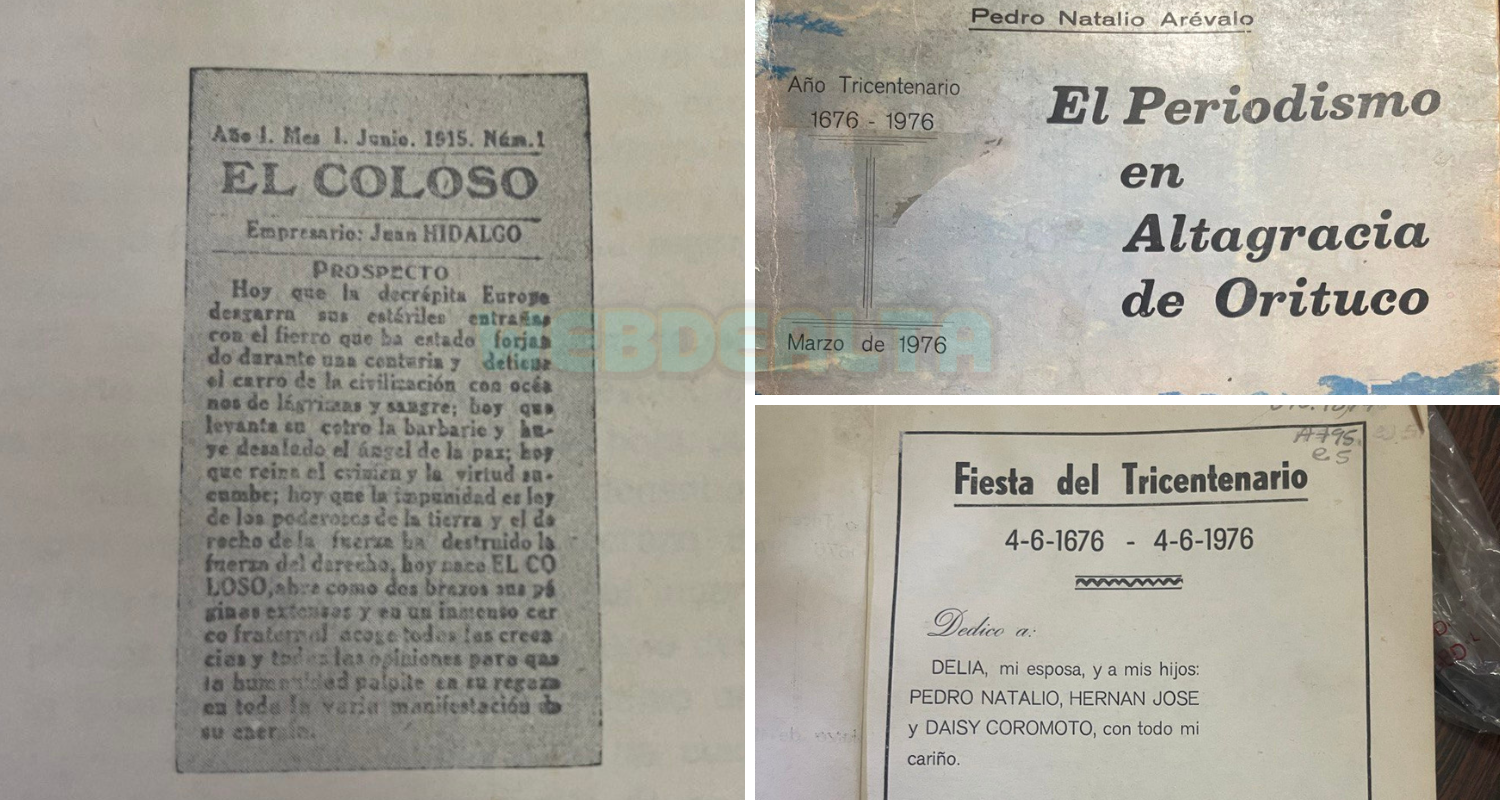 Año I. Mes 1. Junio. 1915. Núm.1
EL COLOSO
Empresario: Juan HIDALGO
PROSPECTO
Hoy que la decrépita Europa
desgarra sus estériles entrañas
con el fierro que ha estado forjan
do durante una centuria y detiene
el carro de la civilización con océa
nos de lágrimas y sangre; hoy que
levanta su cetro la barbarie y hu-
ye desalado el ángel de la paz; hoy
que reina el crimen y la virtud su-
cumbe; hoy que la impunidad es ley
de los poderosos de la tierra y el de
recho de la fuerza ha destruido la
fuerza del derecho, hoy nace EL CO
LOSO, abre como dos brazos sus pá
ginas extensas y en un inmenso cer
co fraternal acoge todas las creen
cias y todas las opiniones para que
la humanidad palpite en su regazo
en toda la varia manifestación de
su energía.
WEBDEALTA
Pedro Natalio Arévalo
Año Tricentenario
1676 - 1976
Marzo de 1976
El Periodismo
en
Altagracia
de Orituco
A795
e5
Fiesta del Tricentenario
4-6-1676 - 4-6-1976
Dedico a:
DELIA, mi esposa, y a mis hijos:
PEDRO NATALIO, HERNAN JOSE
y DAISY COROMOTO, con todo mi
cariño.